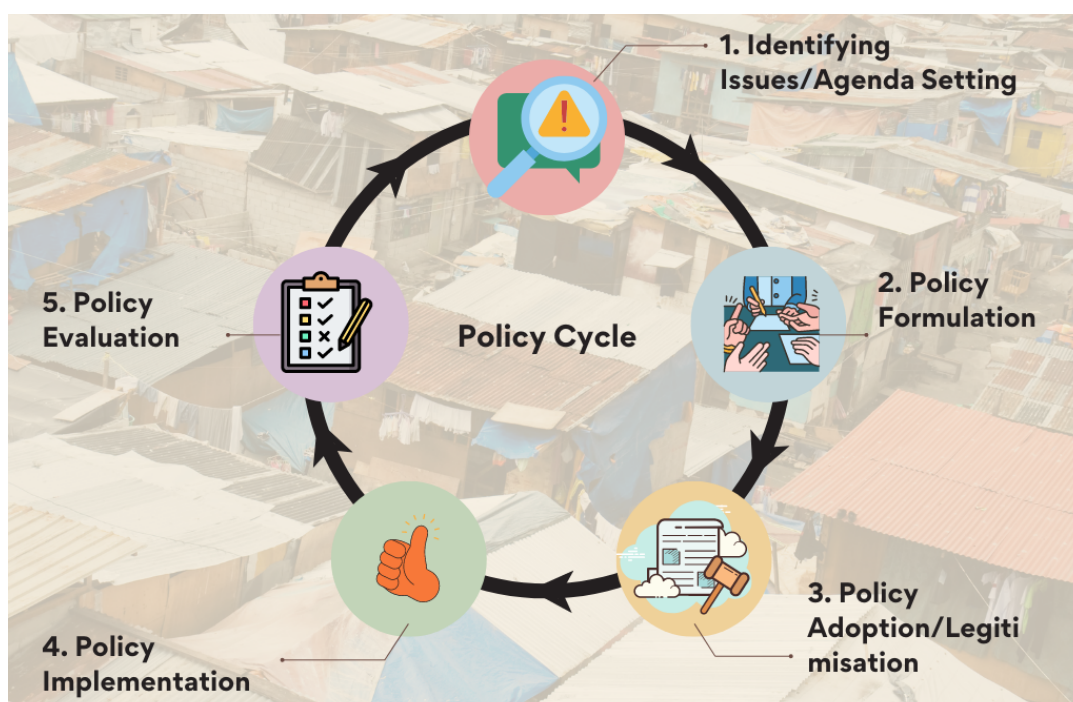 1. Identifying
Issues/Agenda Setting
2. Policy
Formulation
Policy Cycle
5. Policy
Evaluation
3. Policy
Adoption/Legiti
misation
4. Policy
Implementation